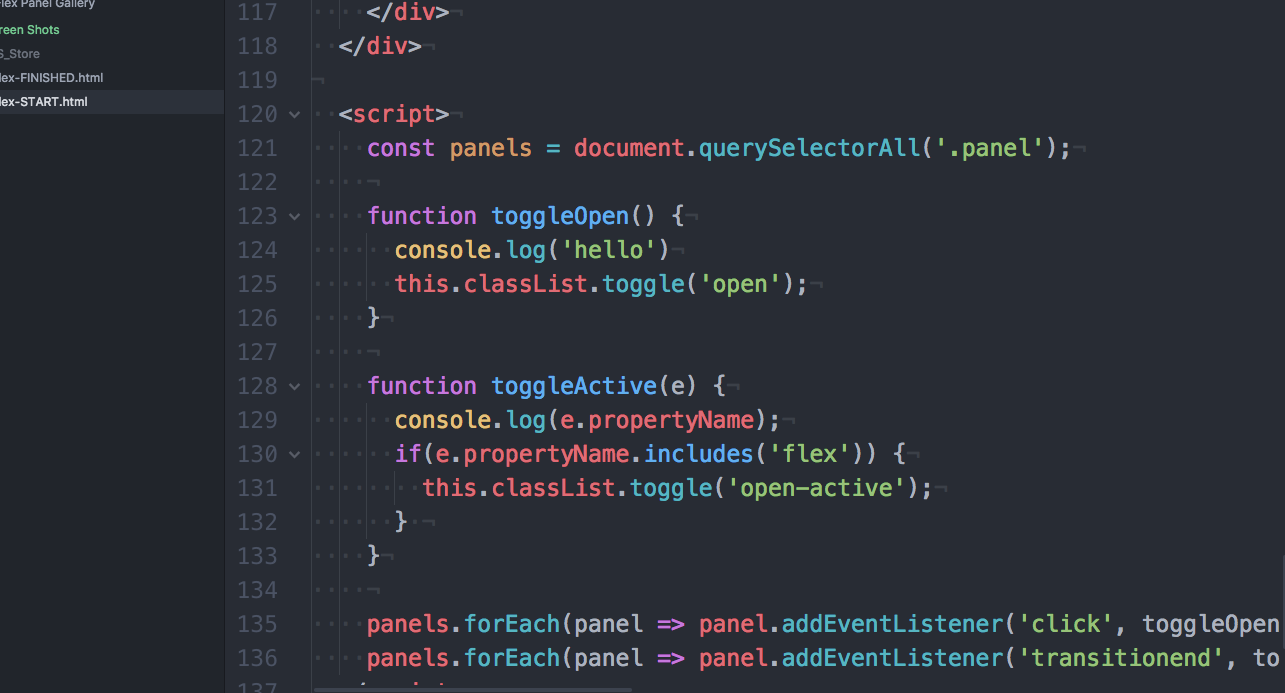 lex Panel Gallery
reen Shots
S_Store
lex-FINISHED.html
lex-START.html
117 </div>
118 </div>
119
120 <script>
121 const panels = document.querySelectorAll('.panel');
122
123 function toggleOpen() {
124 console.log('hello')
125 this.classList.toggle('open');
126 }
127
128 function toggleActive(e) {
129 console.log(e.propertyName);
130 if(e.propertyName.includes('flex')) {
131 this.classList.toggle('open-active');
132 }
133 }
134
135 panels.forEach(panel => panel.addEventListener('click', toggleOpen
136 panels.forEach(panel => panel.addEventListener('transitionend', to
137